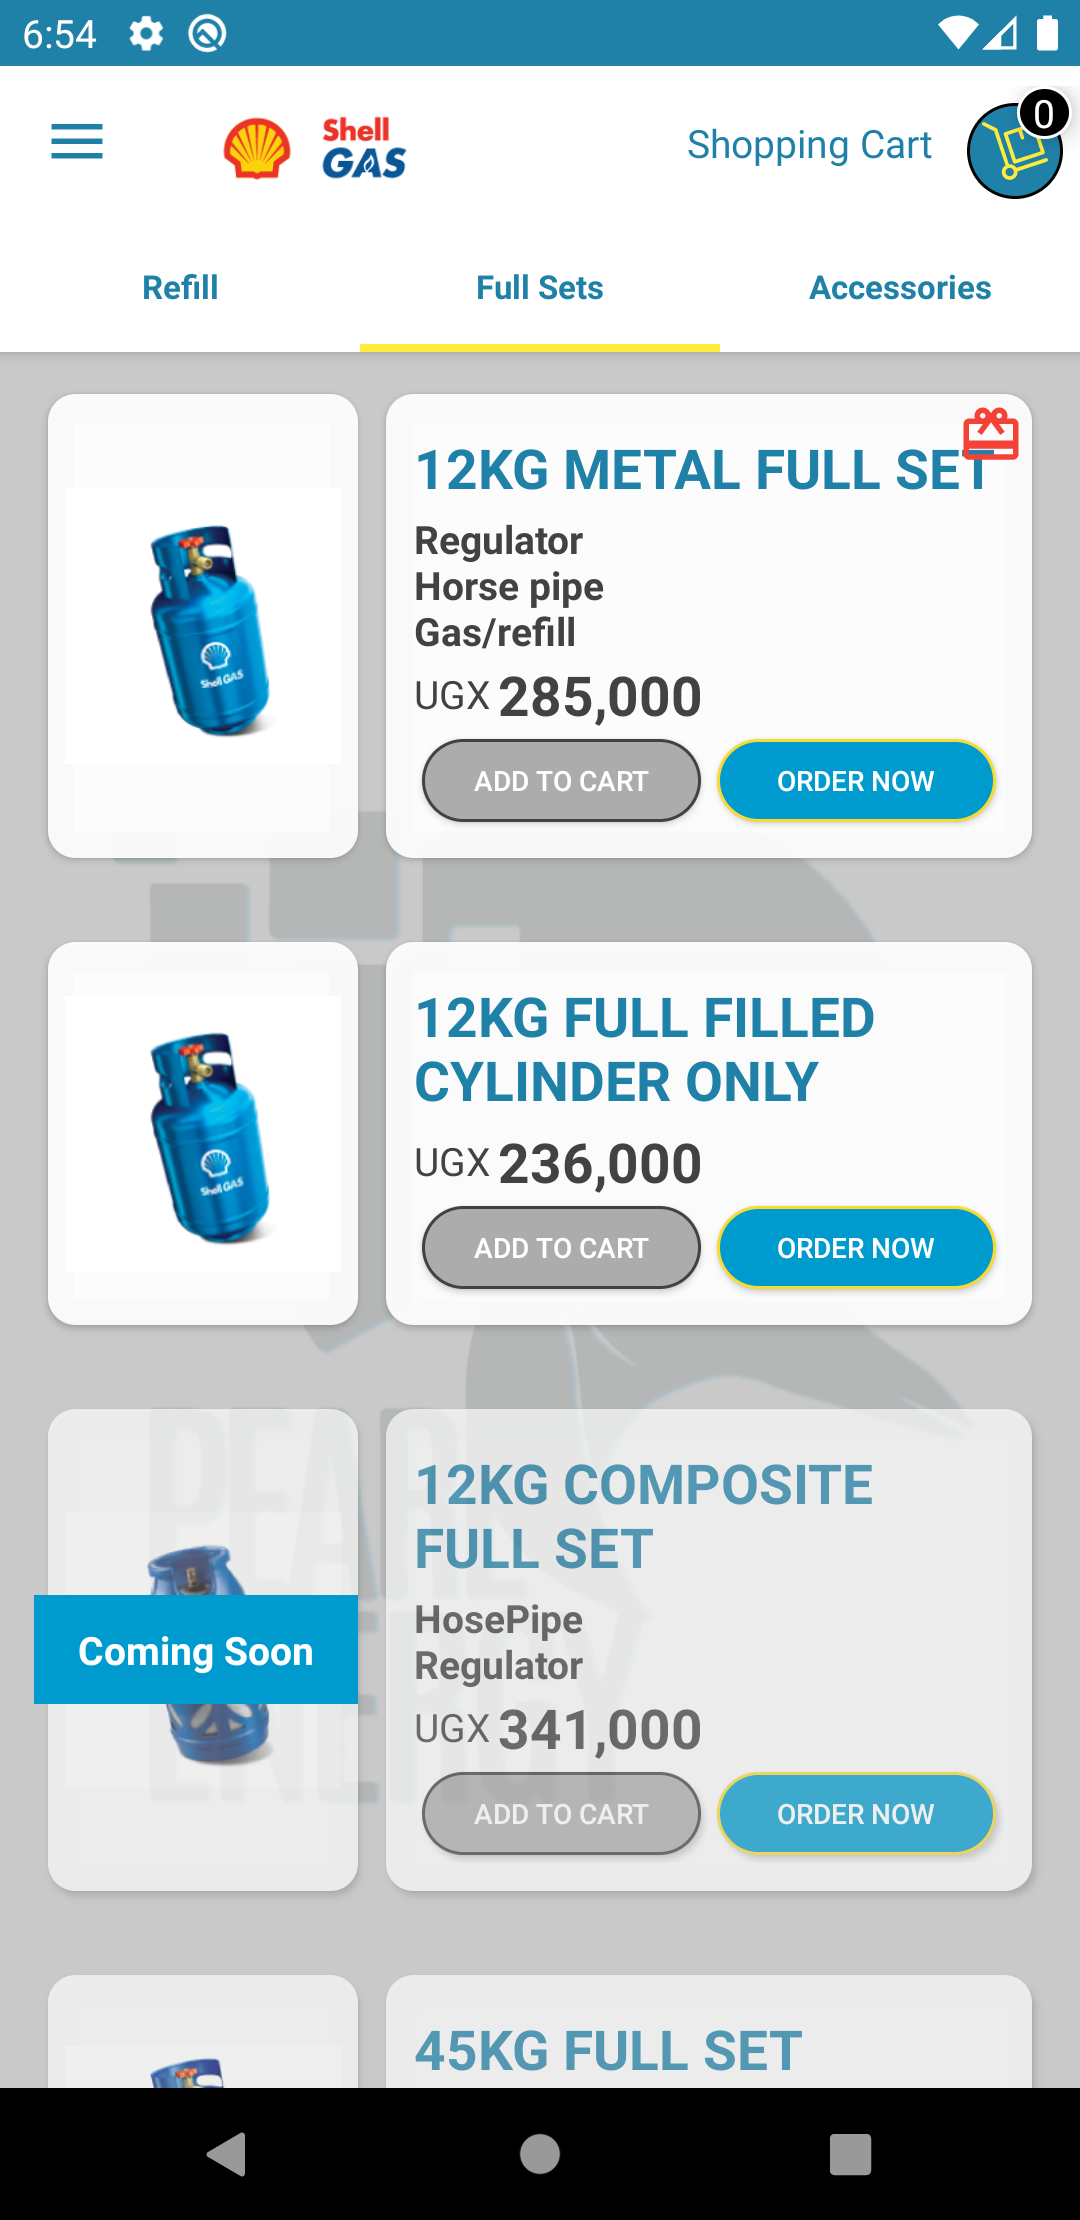 6:54
Shell
GAS
Shopping Cart
0
Refill
Full Sets
Accessories
12KG METAL FULL SET
Regulator
Horse pipe
Gas/refill
UGX 285,000
ADD TO CART
ORDER NOW
Shell GAS
12KG FULL FILLED
CYLINDER ONLY
UGX 236,000
ADD TO CART
ORDER NOW
Shell GAS
12KG COMPOSITE
FULL SET
HosePipe
Regulator
UGX 341,000
ADD TO CART
ORDER NOW
Coming Soon
PEARL
ENERGY
45KG FULL SET